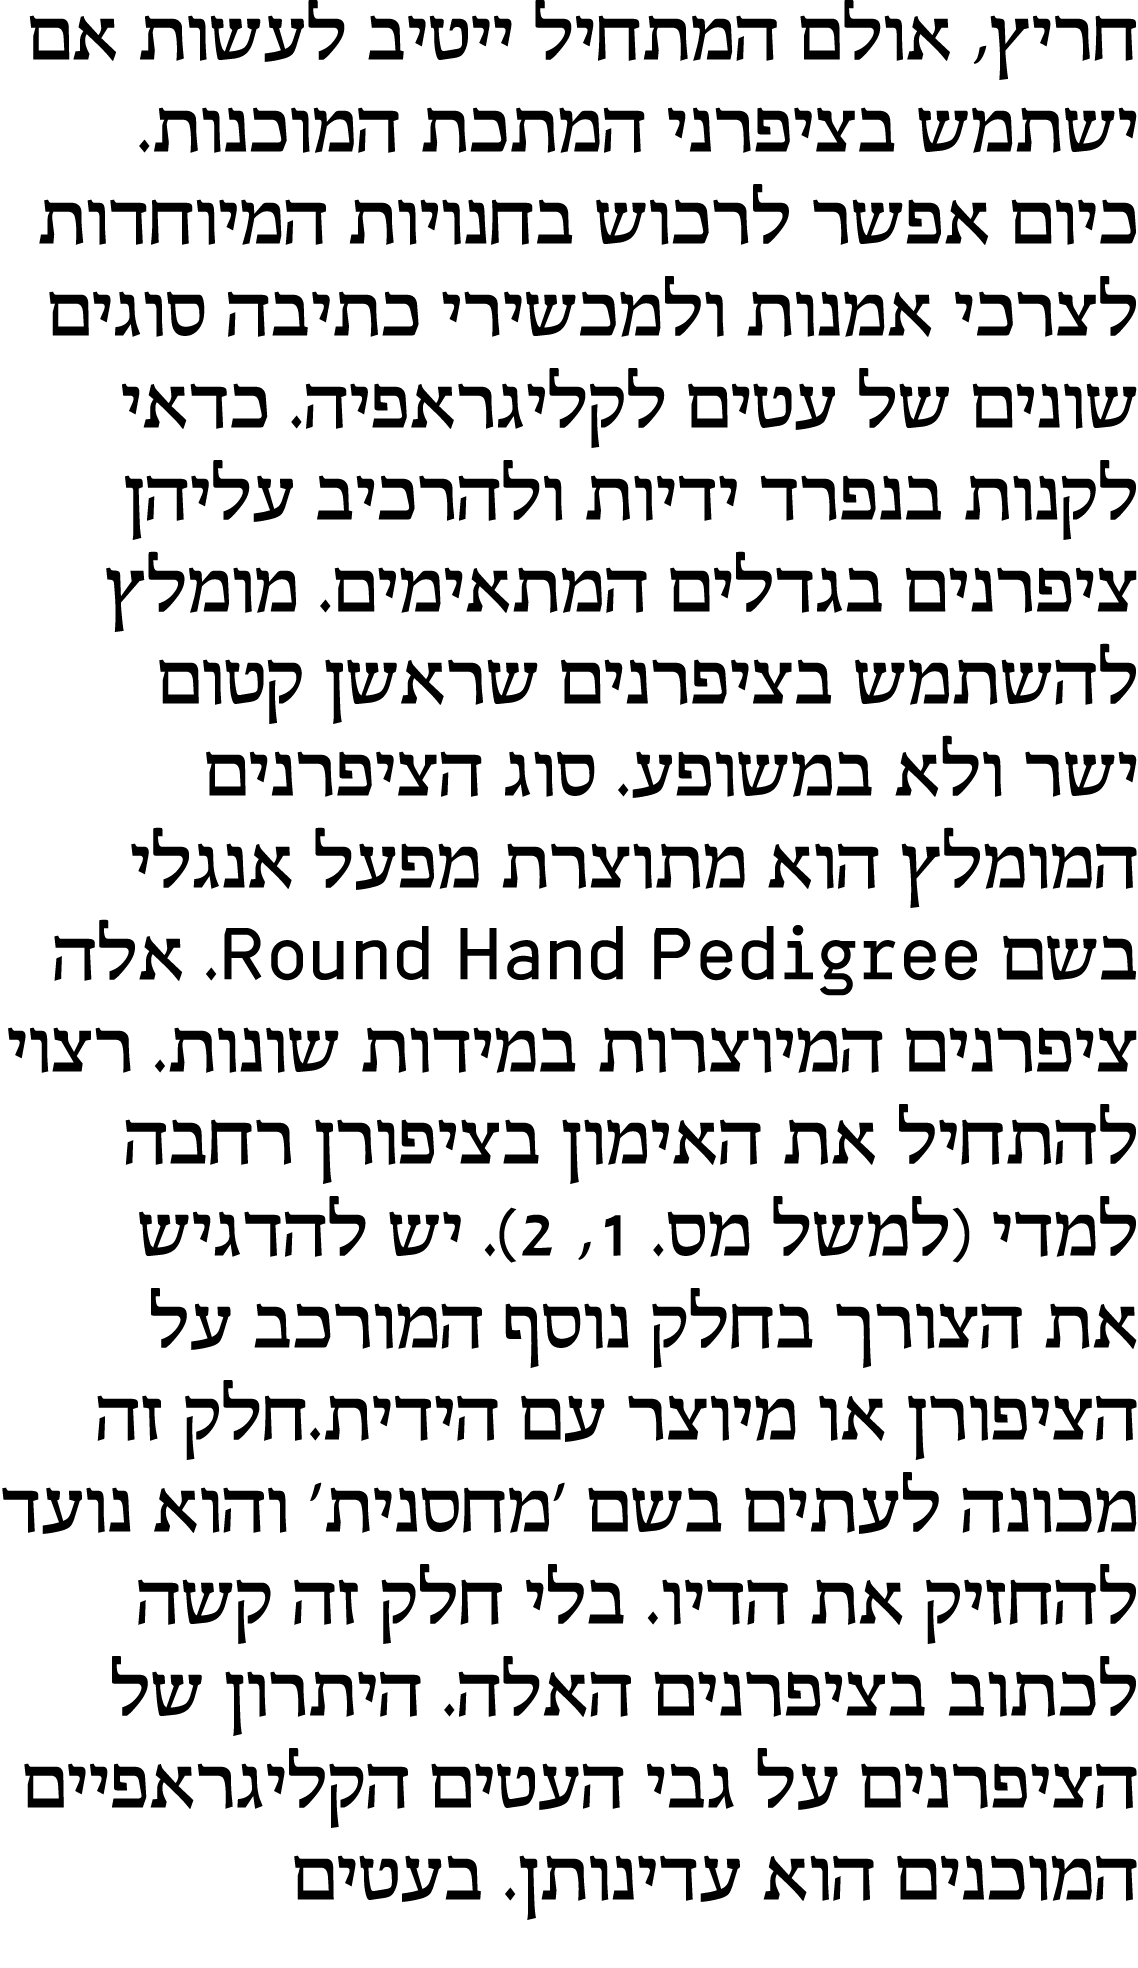 חריץ, אולם המתחיל ייטיב לעשות אם
ישתמש בציפרני המתכת המוכנות.
כיום אפשר לרכוש בחנויות המיוחדות
לצרכי אמנות ולמכשירי כתיבה סוגים
שונים של עטים לקליגראפיה. כדאי
לקנות בנפרד ידיות ולהרכיב עליהן
ציפרנים בגדלים המתאימים. מומלץ
להשתמש בציפרנים שראשן קטום
ישר ולא במשופע. סוג הציפרנים
המומלץ הוא מתוצרת מפעל אנגלי
בשם Round Hand Pedigree. אלה
ציפרנים המיוצרות במידות שונות. רצוי
להתחיל את האימון בציפורן רחבה
למדי (למשל מס. 1, 2). יש להדגיש
את הצורך בחלק נוסף המורכב על
הציפורן או מיוצר עם הידית.חלק זה
מכונה לעתים בשם ׳מחסנית׳ והוא נועד
להחזיק את הדיו. בלי חלק זה קשה
לכתוב בציפרנים האלה. היתרון של
הציפרנים על גבי העטים הקליגראפיים
המוכנים הוא עדינותן. בעטים